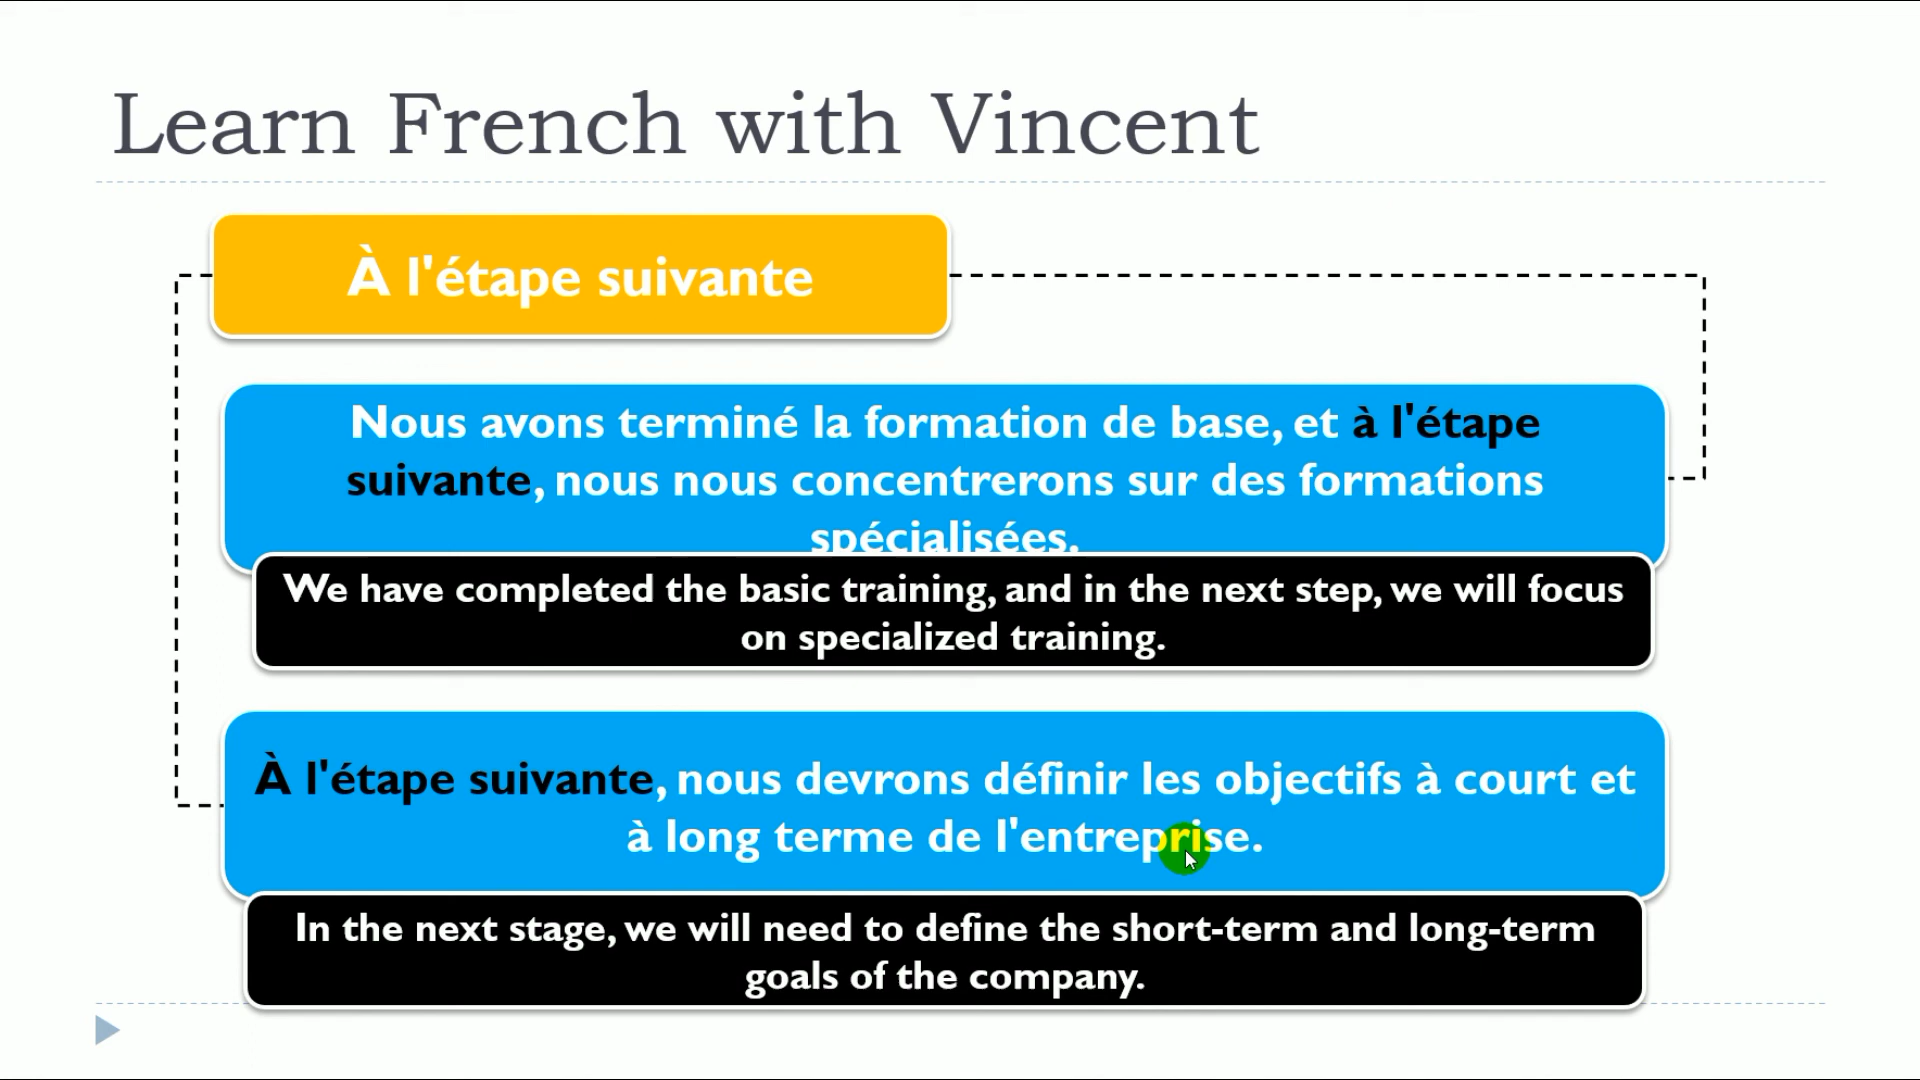 Learn French with Vincent
À l'étape suivante
Nous avons terminé la formation de base, et à l'étape
suivante, nous nous concentrerons sur des formations
spécialisées.
We have completed the basic training, and in the next step, we will focus
on specialized training.
À l'étape suivante, nous devrons définir les objectifs à court et
à long terme de l'entreprise.
In the next stage, we will need to define the short-term and long-term
goals of the company.